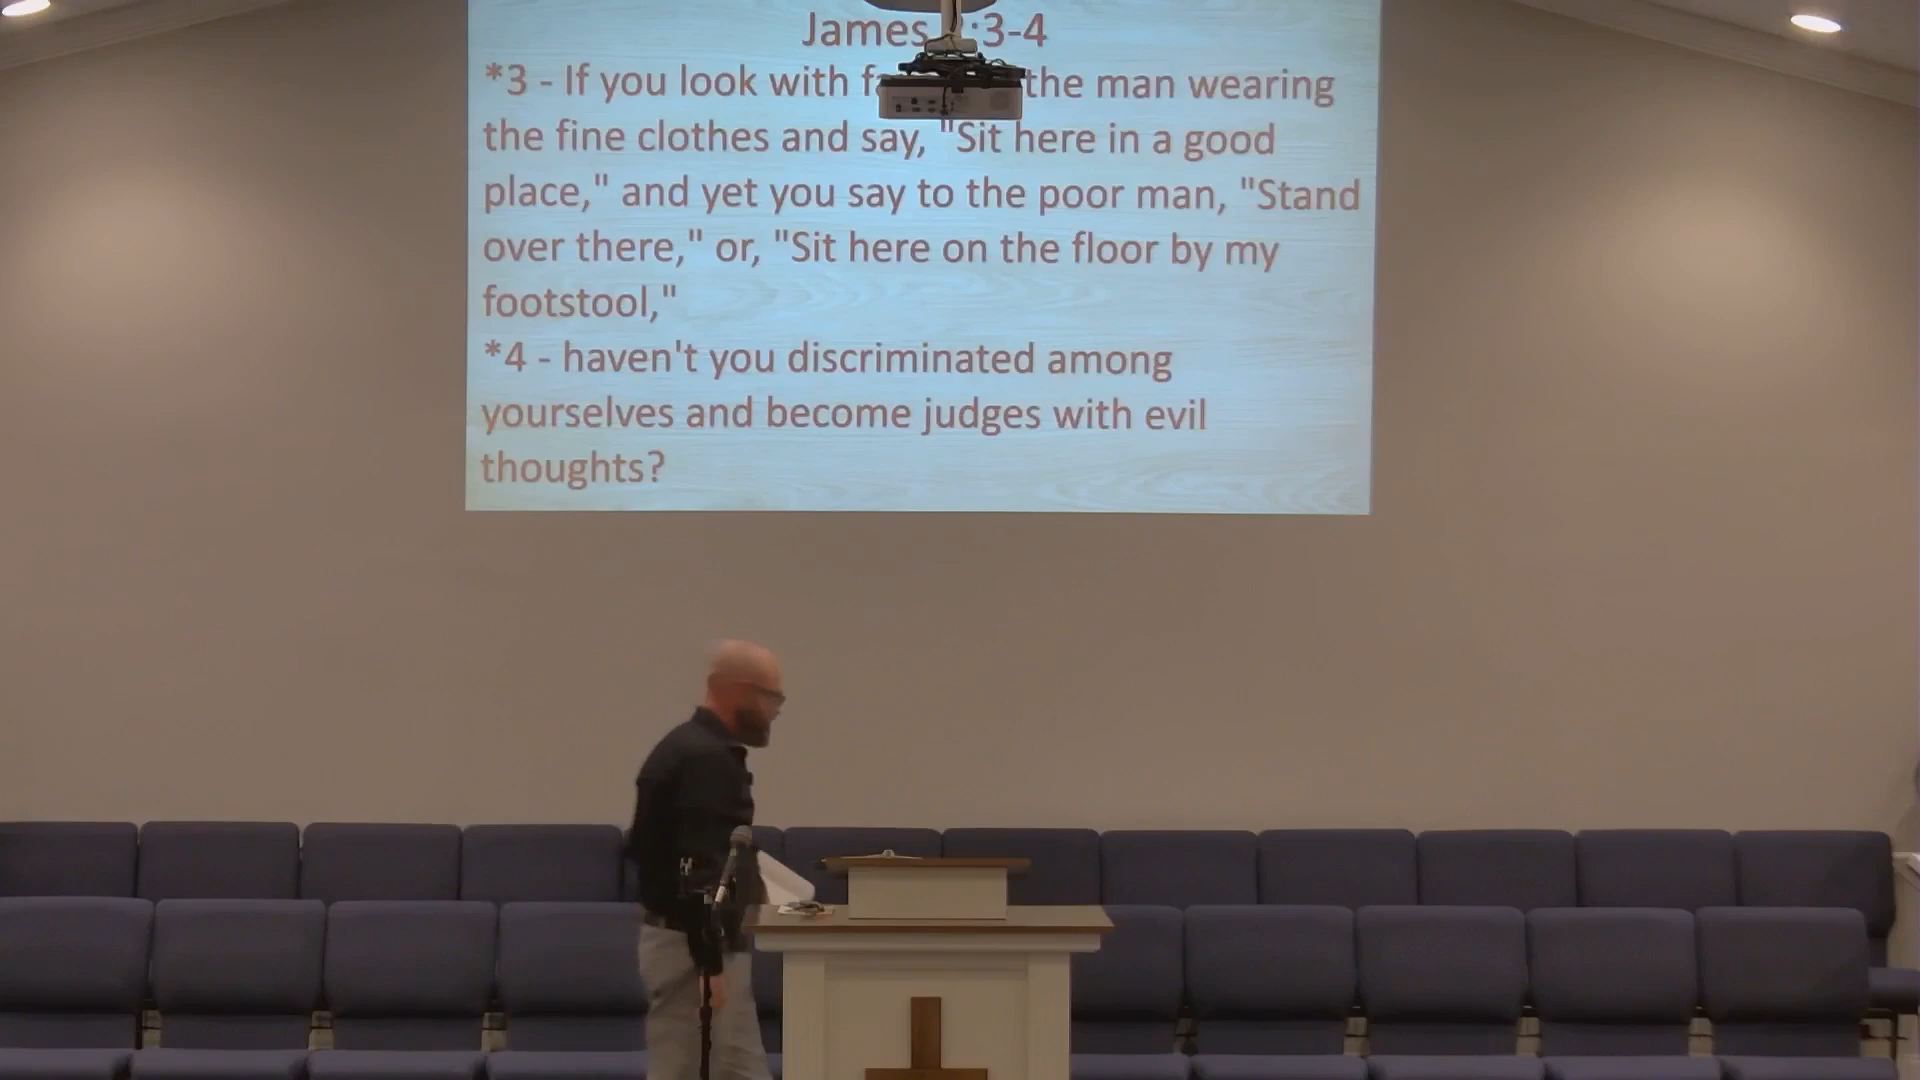 James :3-4
*3 - If you look with the man wearing
the fine clothes and say, "Sit here in a good
place," and yet you say to the poor man, "Stand
over there," or, "Sit here on the floor by my
footstool,"
*4 - haven't you discriminated among
yourselves and become judges with evil
thoughts?